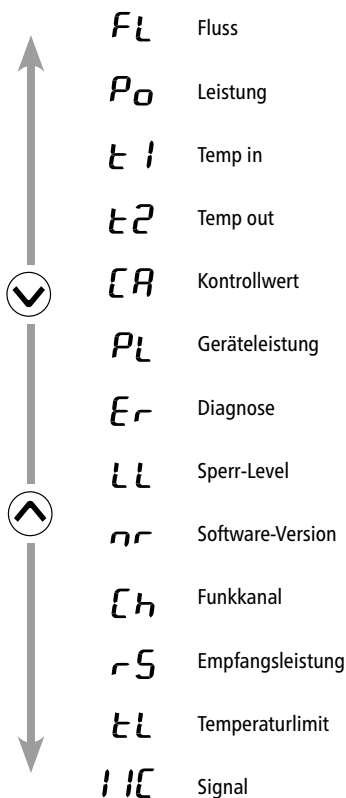 FL Fluss
Po Leistung
t1 Temp in
t2 Temp out
CA Kontrollwert
PL Geräteleistung
Er Diagnose
LL Sperr-Level
nr Software-Version
Ch Funkkanal
rS Empfangsleistung
tL Temperaturlimit
IIC Signal